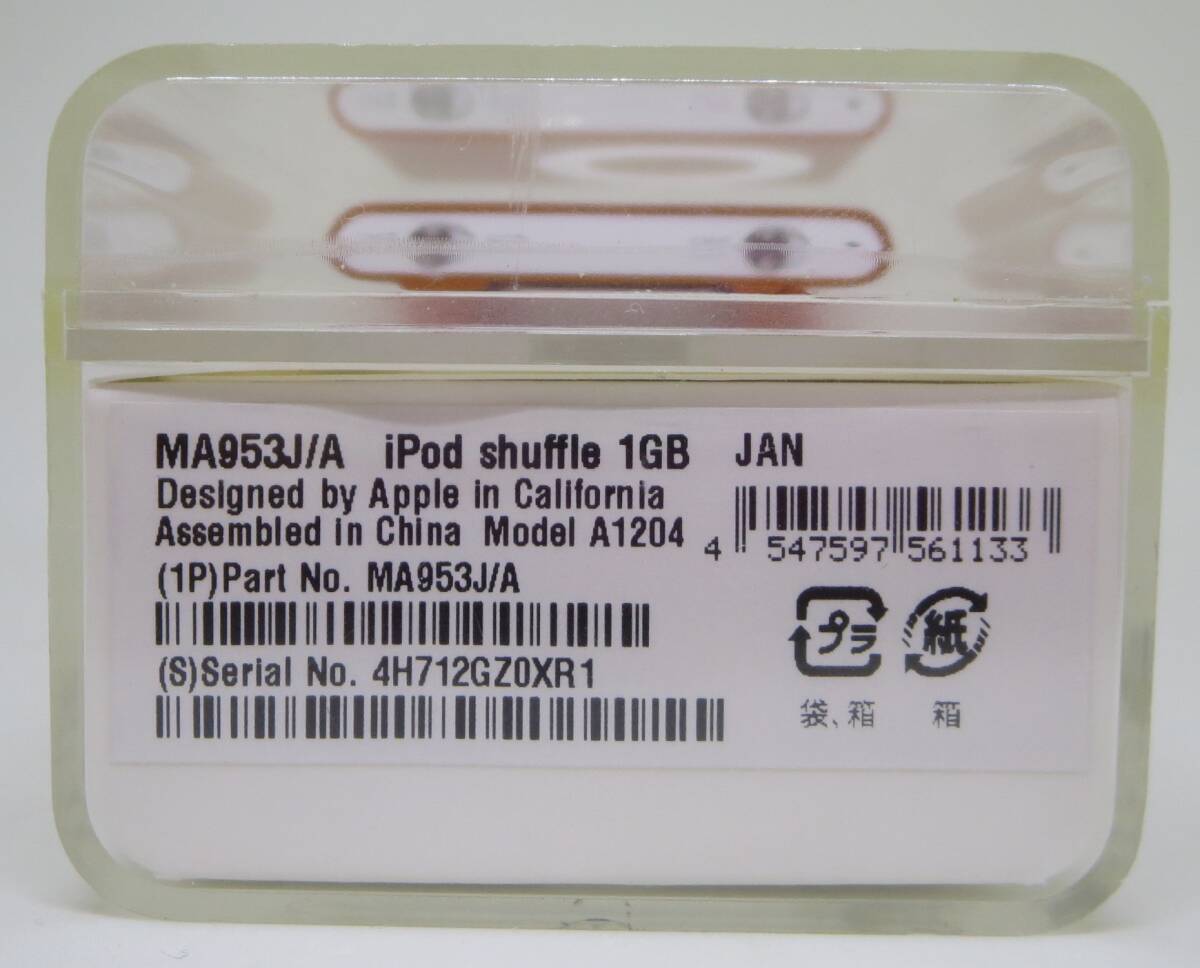 MA953J/A iPod shuffle 1GB JAN
Designed by Apple in California
Assembled in China Model A1204
4 547597 561133
(1P)Part No. MA953J/A
(S)Serial No. 4H712GZ0XR1
プラ 紙
袋、箱 箱